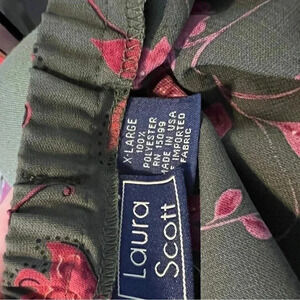 X-LARGE
100%
POLYESTER
RN 15099
MADE IN USA
OF IMPORTED
FABRIC
Laura
Scott